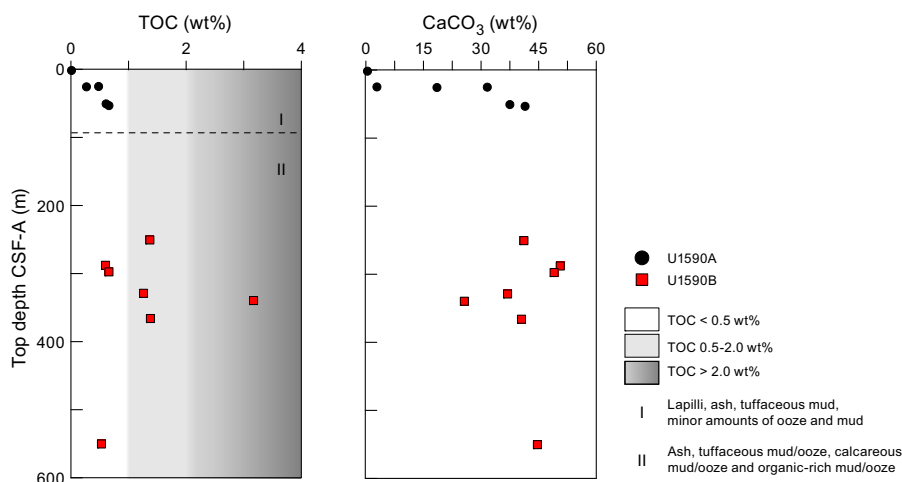 TOC (wt%)
0 2 4
CaCO3 (wt%)
0 15 30 45 60
Top depth CSF-A (m)
0
200
400
600
I
II
U1590A
U1590B
TOC < 0.5 wt%
TOC 0.5-2.0 wt%
TOC > 2.0 wt%
I Lapilli, ash, tuffaceous mud,
minor amounts of ooze and mud
II Ash, tuffaceous mud/ooze, calcareous
mud/ooze and organic-rich mud/ooze